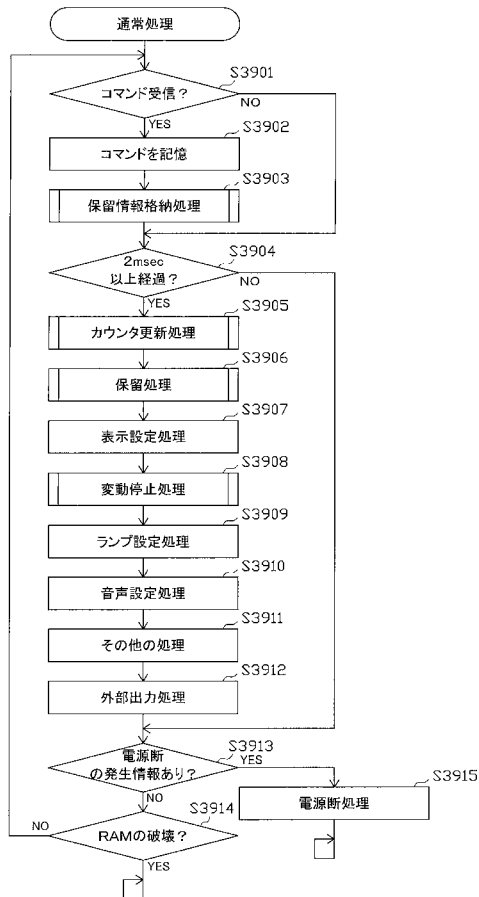 通常処理
S3901
コマンド受信？
NO
YES
S3902
コマンドを記憶
S3903
保留情報格納処理
S3904
2msec
以上経過？
NO
YES
S3905
カウンタ更新処理
S3906
保留処理
S3907
表示設定処理
S3908
変動停止処理
S3909
ランプ設定処理
S3910
音声設定処理
S3911
その他の処理
S3912
外部出力処理
S3913
電源断
の発生情報あり？
YES
NO
S3915
電源断処理
S3914
RAMの破壊？
NO
YES